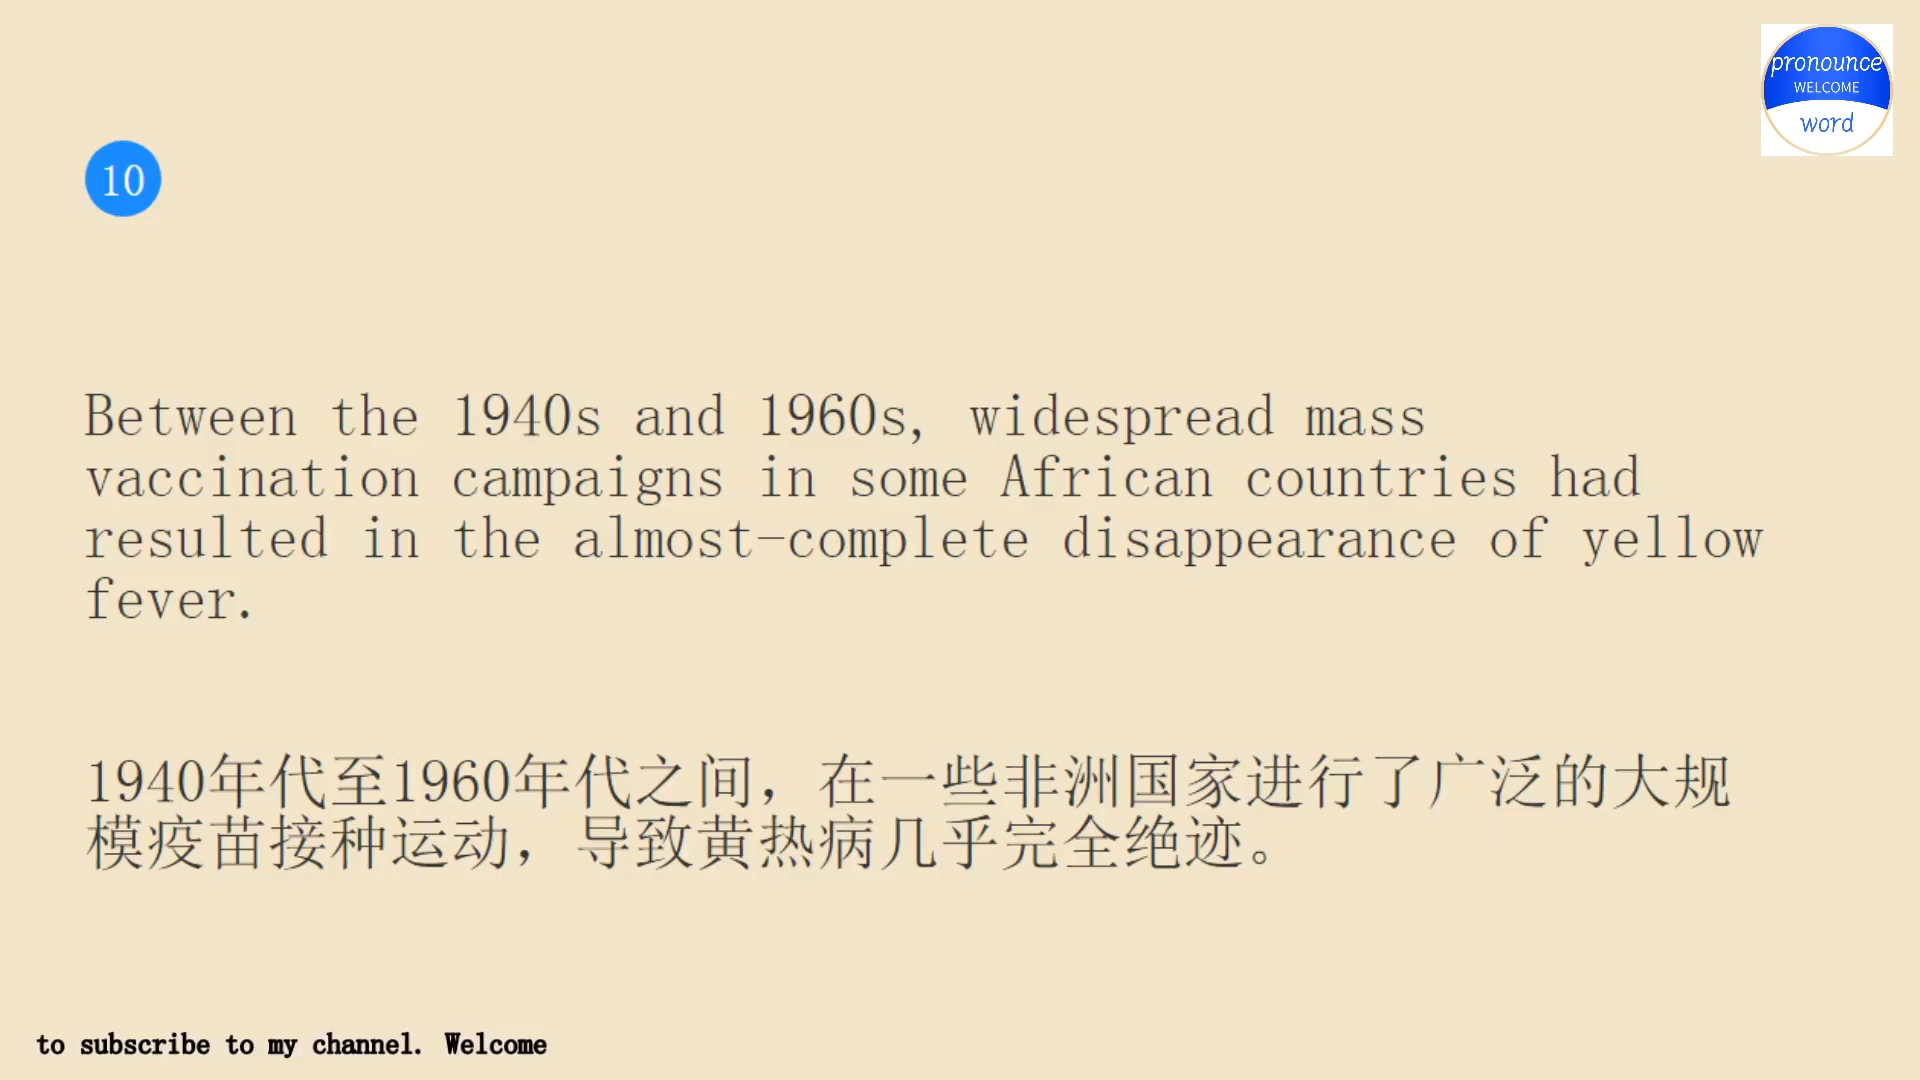 pronounce
WELCOME
word
10
Between the 1940s and 1960s, widespread mass
vaccination campaigns in some African countries had
resulted in the almost-complete disappearance of yellow
fever.
1940年代至1960年代之间，在一些非洲国家进行了广泛的大规
模疫苗接种运动，导致黄热病几乎完全绝迹。
to subscribe to my channel. Welcome